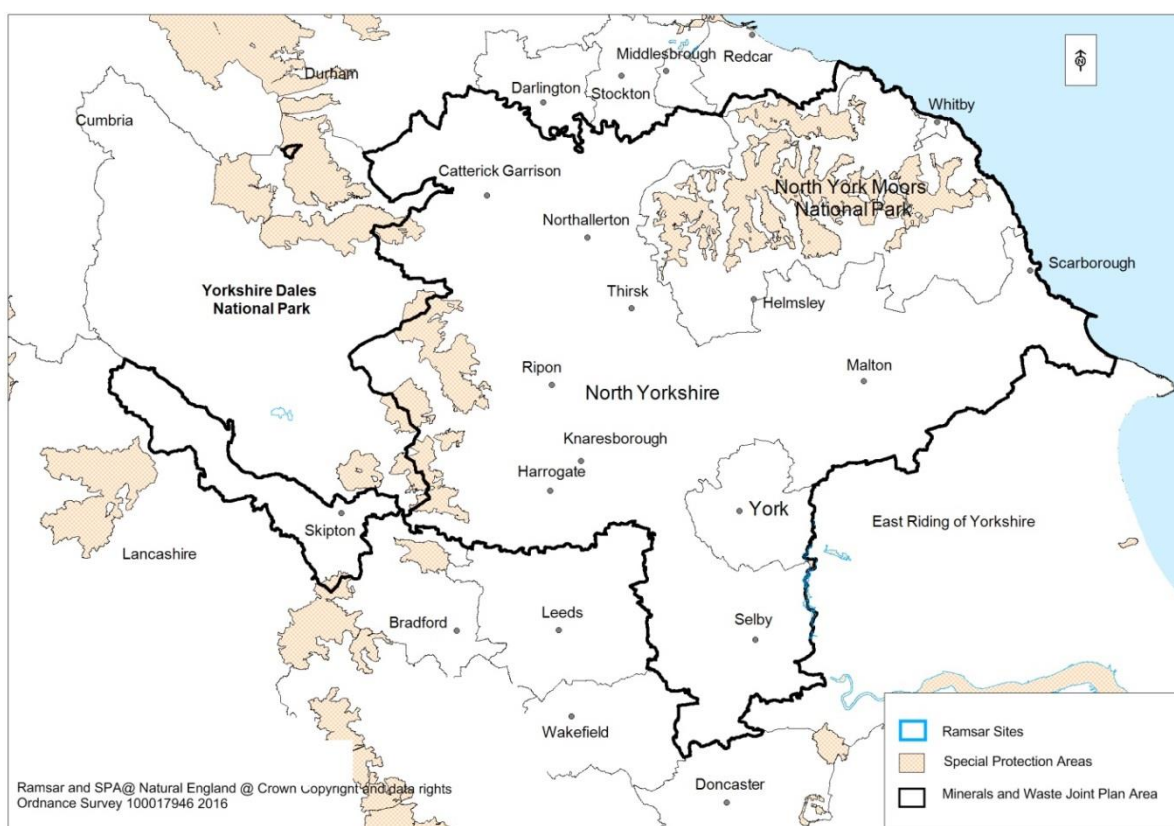 Middlesbrough
Redcar
Durham
Darlington
Stockton
N
Whitby
Cumbria
Catterick Garrison
North York Moors
National Park
Northallerton
Scarborough
Yorkshire Dales
National Park
Thirsk
Helmsley
Ripon
North Yorkshire
Malton
Knaresborough
Harrogate
York
Skipton
East Riding of Yorkshire
Lancashire
Bradford
Leeds
Selby
Wakefield
Doncaster
Ramsar Sites
Special Protection Areas
Minerals and Waste Joint Plan Area
Ramsar and SPA@ Natural England @ Crown Copyright and data rights
Ordnance Survey 100017946 2016